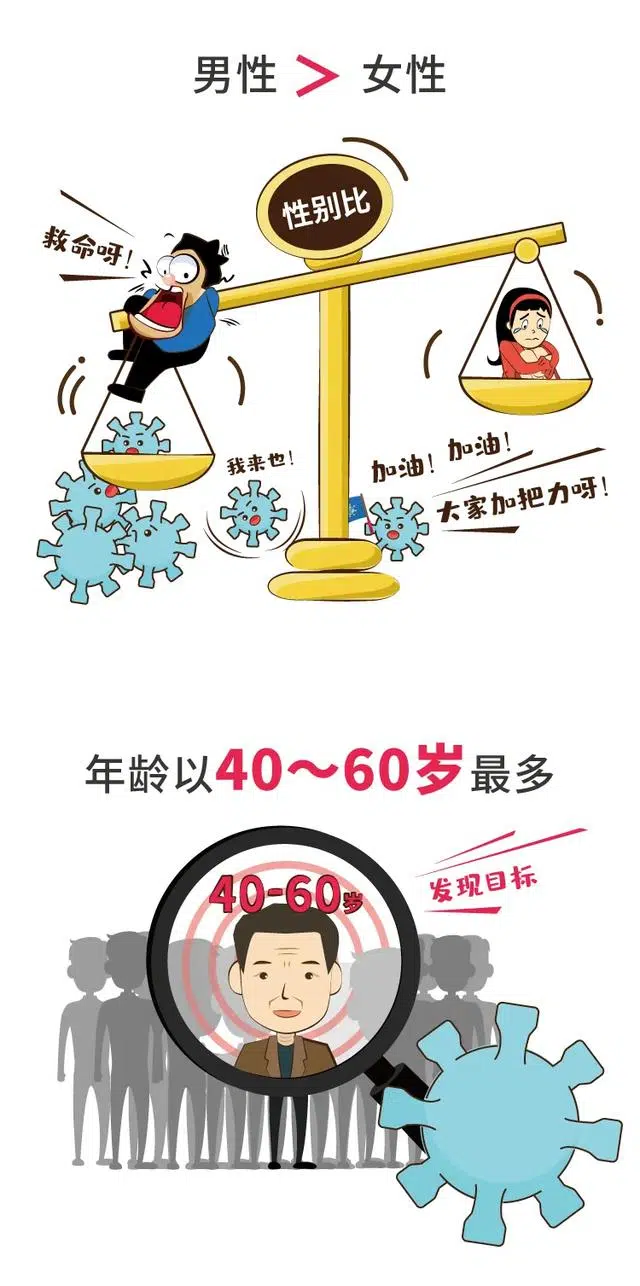 男性 > 女性
性别比
救命呀!
我来也!
加油! 加油!
大家加把力呀!
年龄以40～60岁最多
40-60岁
发现目标